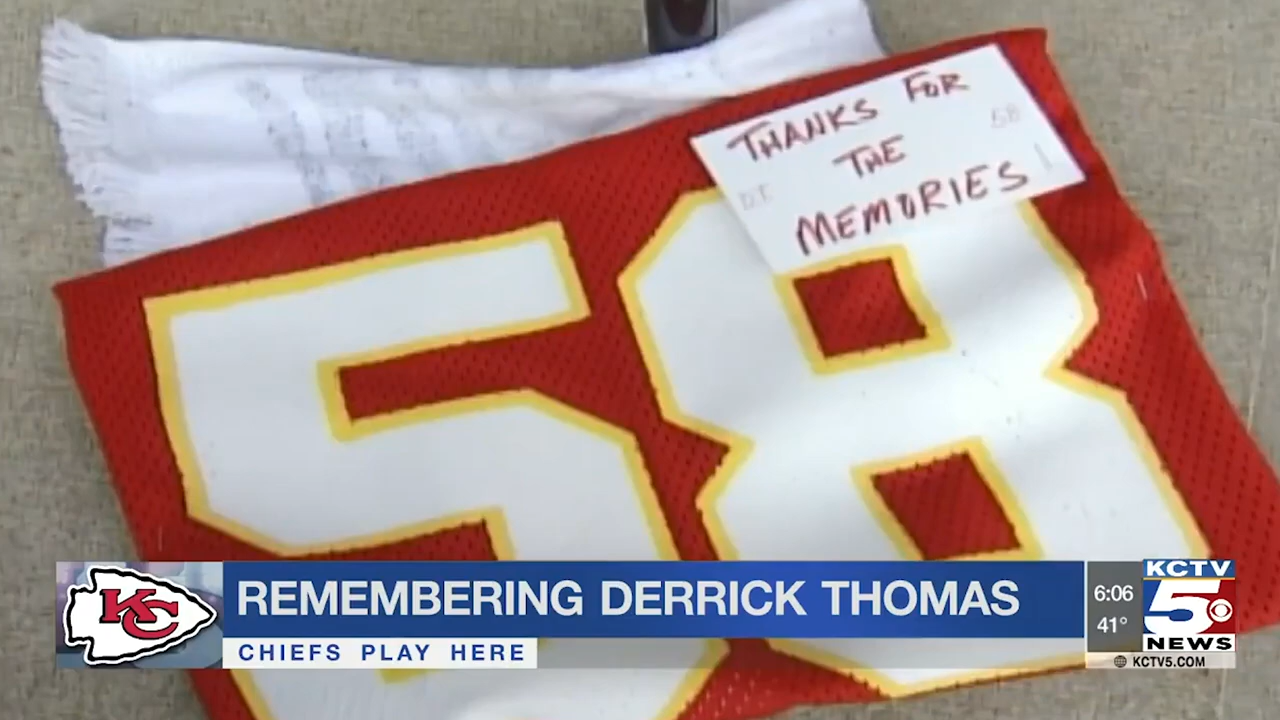 THANKS FOR
58
THE
D.T.
MEMORIES
58
KC
REMEMBERING DERRICK THOMAS
CHIEFS PLAY HERE
6:06
41°
KCTV
5
NEWS
KCTV5.COM